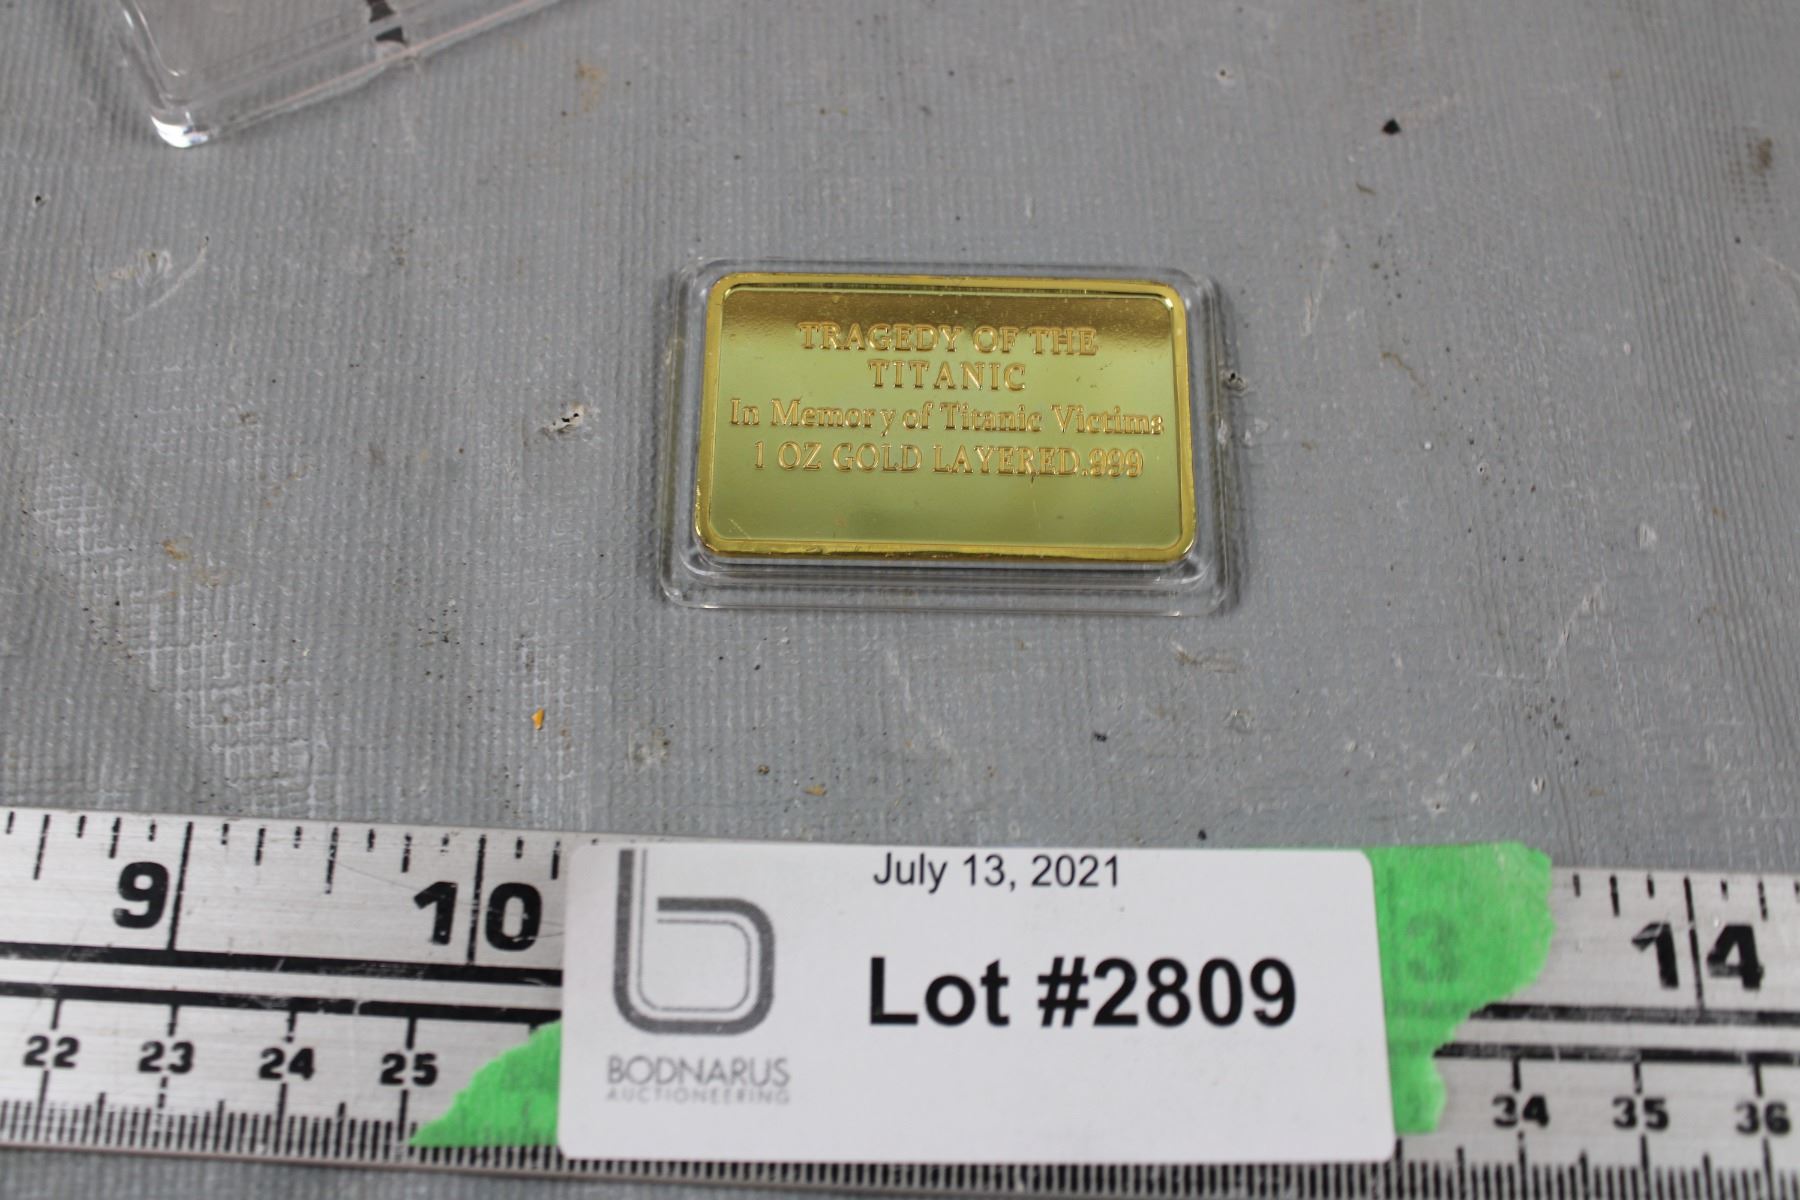 TRAGEDY OF THE
TITANIC
In Memory of Titanic Victims
1 OZ GOLD LAYERED.999
9 10 14
22 23 24 25 34 35 36
July 13, 2021
Lot #2809
b
BODNARUS
AUCTIONEERING